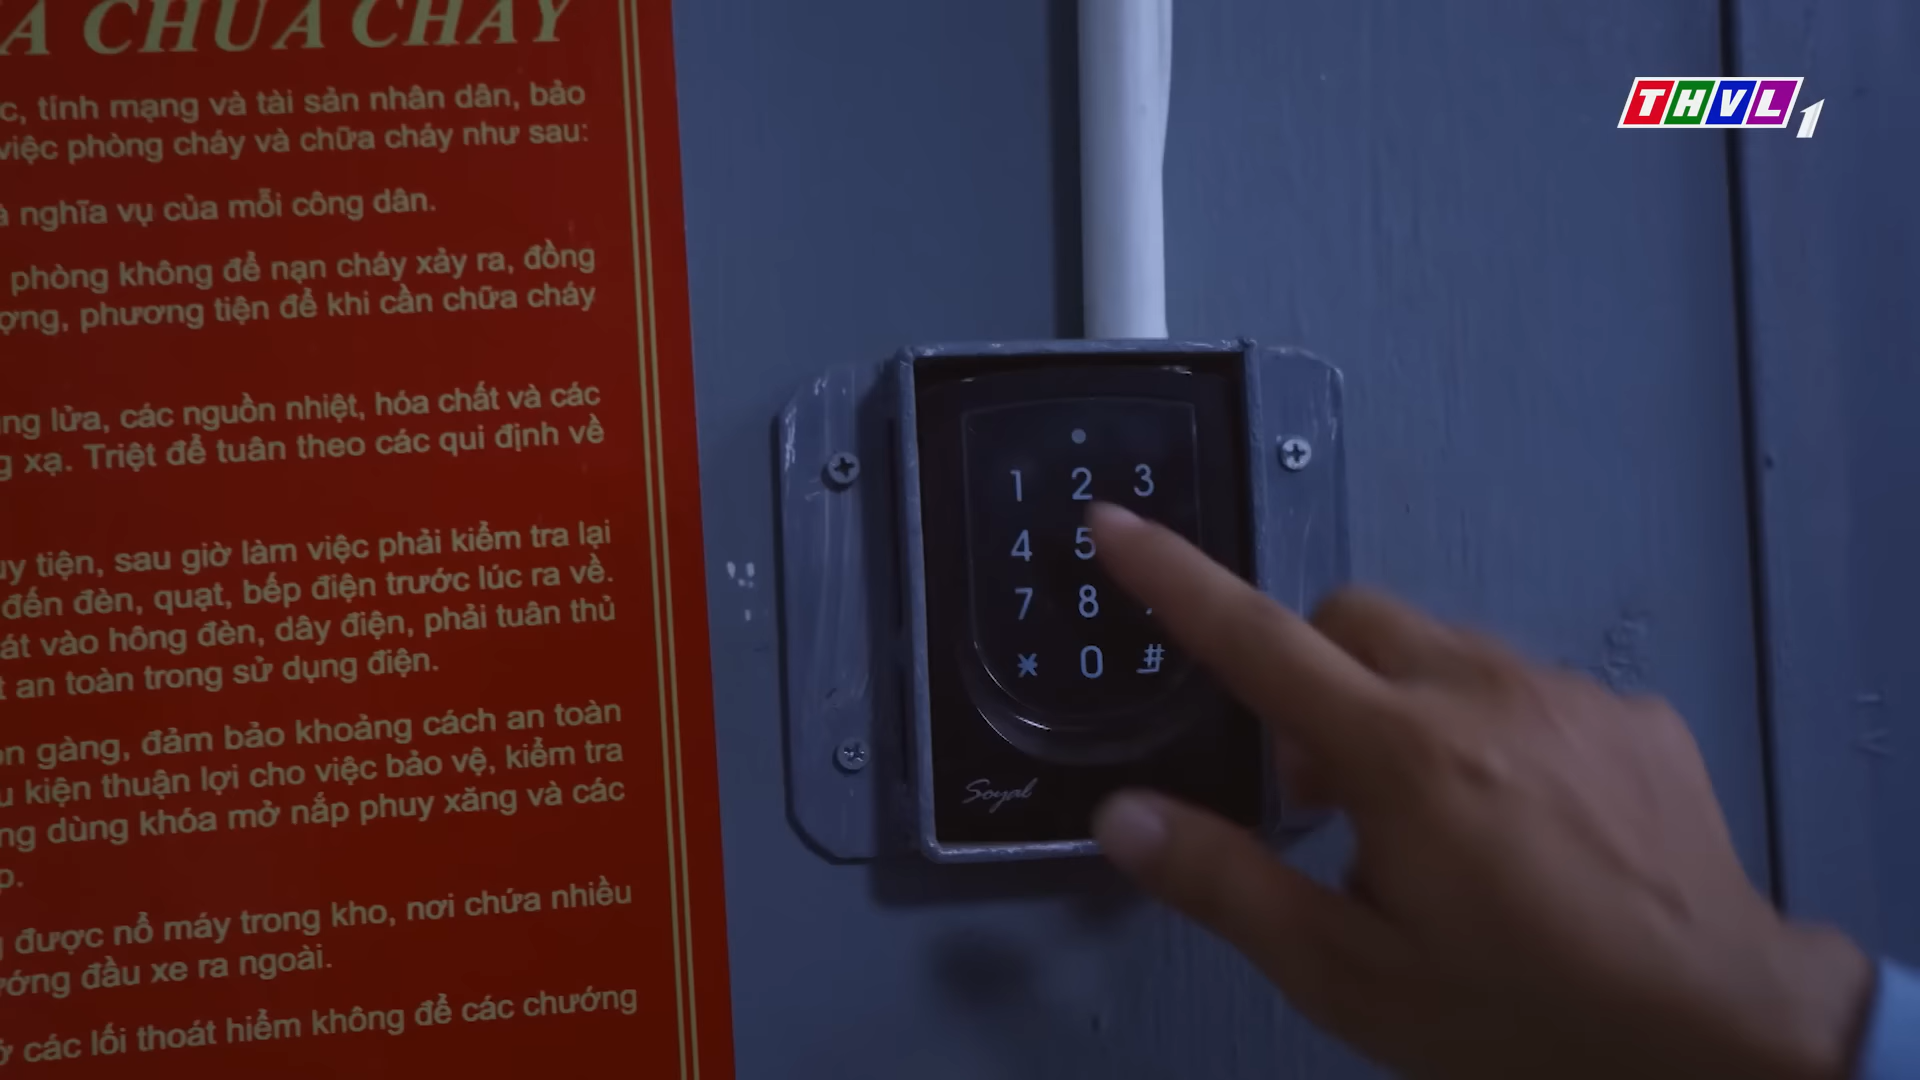 A CHỮA CHÁY
c, tính mạng và tài sản nhân dân, bảo
việc phòng cháy và chữa cháy như sau:
à nghĩa vụ của mỗi công dân.
phòng không để nạn cháy xảy ra, đồng
ợng, phương tiện để khi cần chữa cháy
ng lửa, các nguồn nhiệt, hóa chất và các
g xạ. Triệt để tuân theo các qui định về
uy tiện, sau giờ làm việc phải kiểm tra lại
đến đèn, quạt, bếp điện trước lúc ra về.
át vào hông đèn, dây điện, phải tuân thủ
t an toàn trong sử dụng điện.
ọn gàng, đảm bảo khoảng cách an toàn
u kiện thuận lợi cho việc bảo vệ, kiểm tra
ng dùng khóa mở nắp phuy xăng và các
p.
g được nổ máy trong kho, nơi chứa nhiều
ướng đầu xe ra ngoài.
ớ các lối thoát hiểm không để các chướng
THVL1
1 2 3
4 5
7 8
* 0 #
Soyal